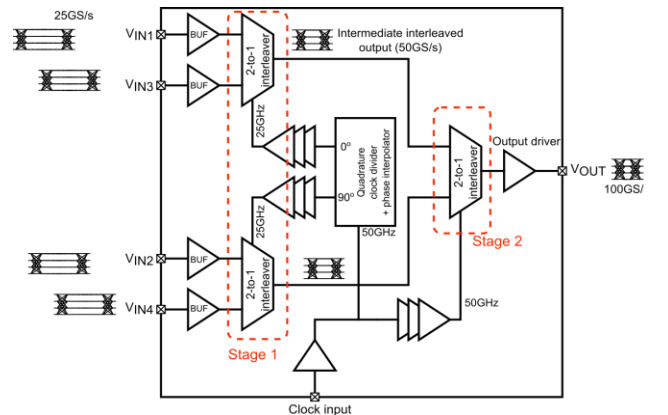 25GS/s
VIN1
BUF
2-to-1
interleaver
Intermediate interleaved
output (50GS/s)
VIN3
BUF
25GHz
0°
Quadrature
clock divider
+ phase interpolator
90°
25GHz
50GHz
2-to-1
interleaver
Output driver
VOUT
100GS/
Stage 2
VIN2
BUF
2-to-1
interleaver
VIN4
BUF
50GHz
Stage 1
Clock input